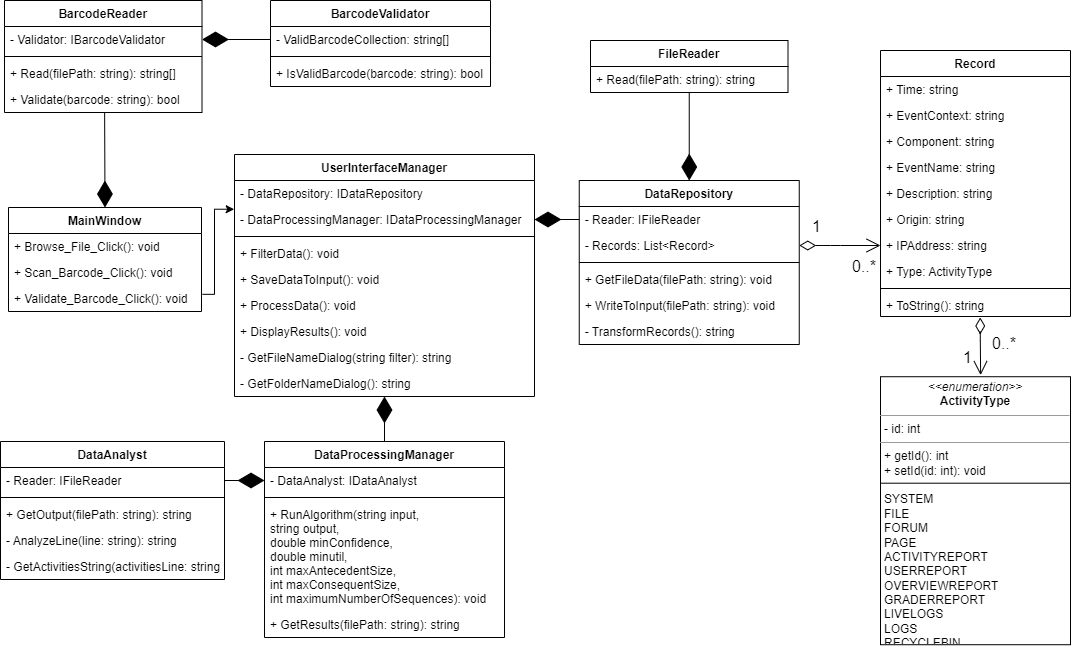 BarcodeReader
- Validator: IBarcodeValidator
+ Read(filePath: string): string[]
+ Validate(barcode: string): bool
BarcodeValidator
- ValidBarcodeCollection: string[]
+ IsValidBarcode(barcode: string): bool
FileReader
+ Read(filePath: string): string
Record
+ Time: string
+ EventContext: string
+ Component: string
+ EventName: string
+ Description: string
+ Origin: string
+ IPAddress: string
+ Type: ActivityType
+ ToString(): string
MainWindow
+ Browse_File_Click(): void
+ Scan_Barcode_Click(): void
+ Validate_Barcode_Click(): void
UserInterfaceManager
- DataRepository: IDataRepository
- DataProcessingManager: IDataProcessingManager
+ FilterData(): void
+ SaveDataToInput(): void
+ ProcessData(): void
+ DisplayResults(): void
- GetFileNameDialog(string filter): string
- GetFolderNameDialog(): string
DataRepository
- Reader: IFileReader
- Records: List<Record>
+ GetFileData(filePath: string): void
+ WriteToInput(filePath: string): void
- TransformRecords(): string
1
0..*
0..*
1
<<enumeration>>
ActivityType
- id: int
+ getId(): int
+ setId(id: int): void
SYSTEM
FILE
FORUM
PAGE
ACTIVITYREPORT
USERREPORT
OVERVIEWREPORT
GRADERREPORT
LIVELOGS
LOGS
RECYCLEBIN
DataAnalyst
- Reader: IFileReader
+ GetOutput(filePath: string): string
- AnalyzeLine(line: string): string
- GetActivitiesString(activitiesLine: string
DataProcessingManager
- DataAnalyst: IDataAnalyst
+ RunAlgorithm(string input,
string output,
double minConfidence,
double minutil,
int maxAntecedentSize,
int maxConsequentSize,
int maximumNumberOfSequences): void
+ GetResults(filePath: string): string